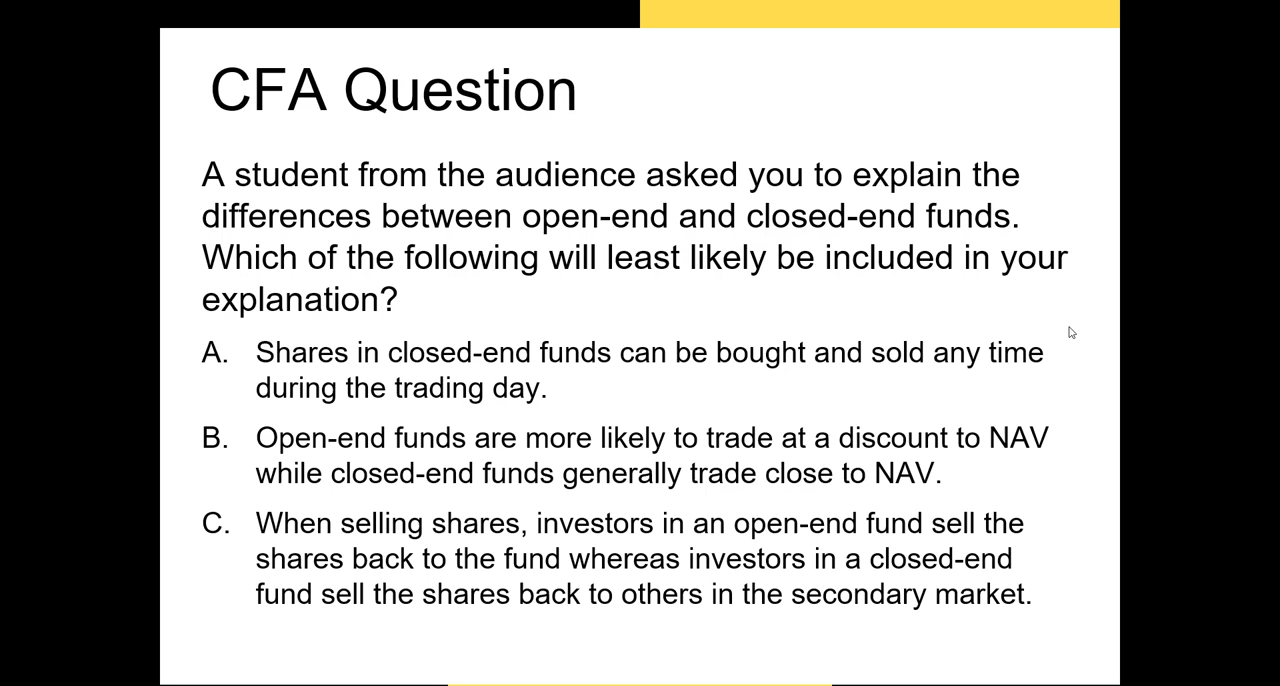 CFA Question
A student from the audience asked you to explain the
differences between open-end and closed-end funds.
Which of the following will least likely be included in your
explanation?
A. Shares in closed-end funds can be bought and sold any time
during the trading day.
B. Open-end funds are more likely to trade at a discount to NAV
while closed-end funds generally trade close to NAV.
C. When selling shares, investors in an open-end fund sell the
shares back to the fund whereas investors in a closed-end
fund sell the shares back to others in the secondary market.